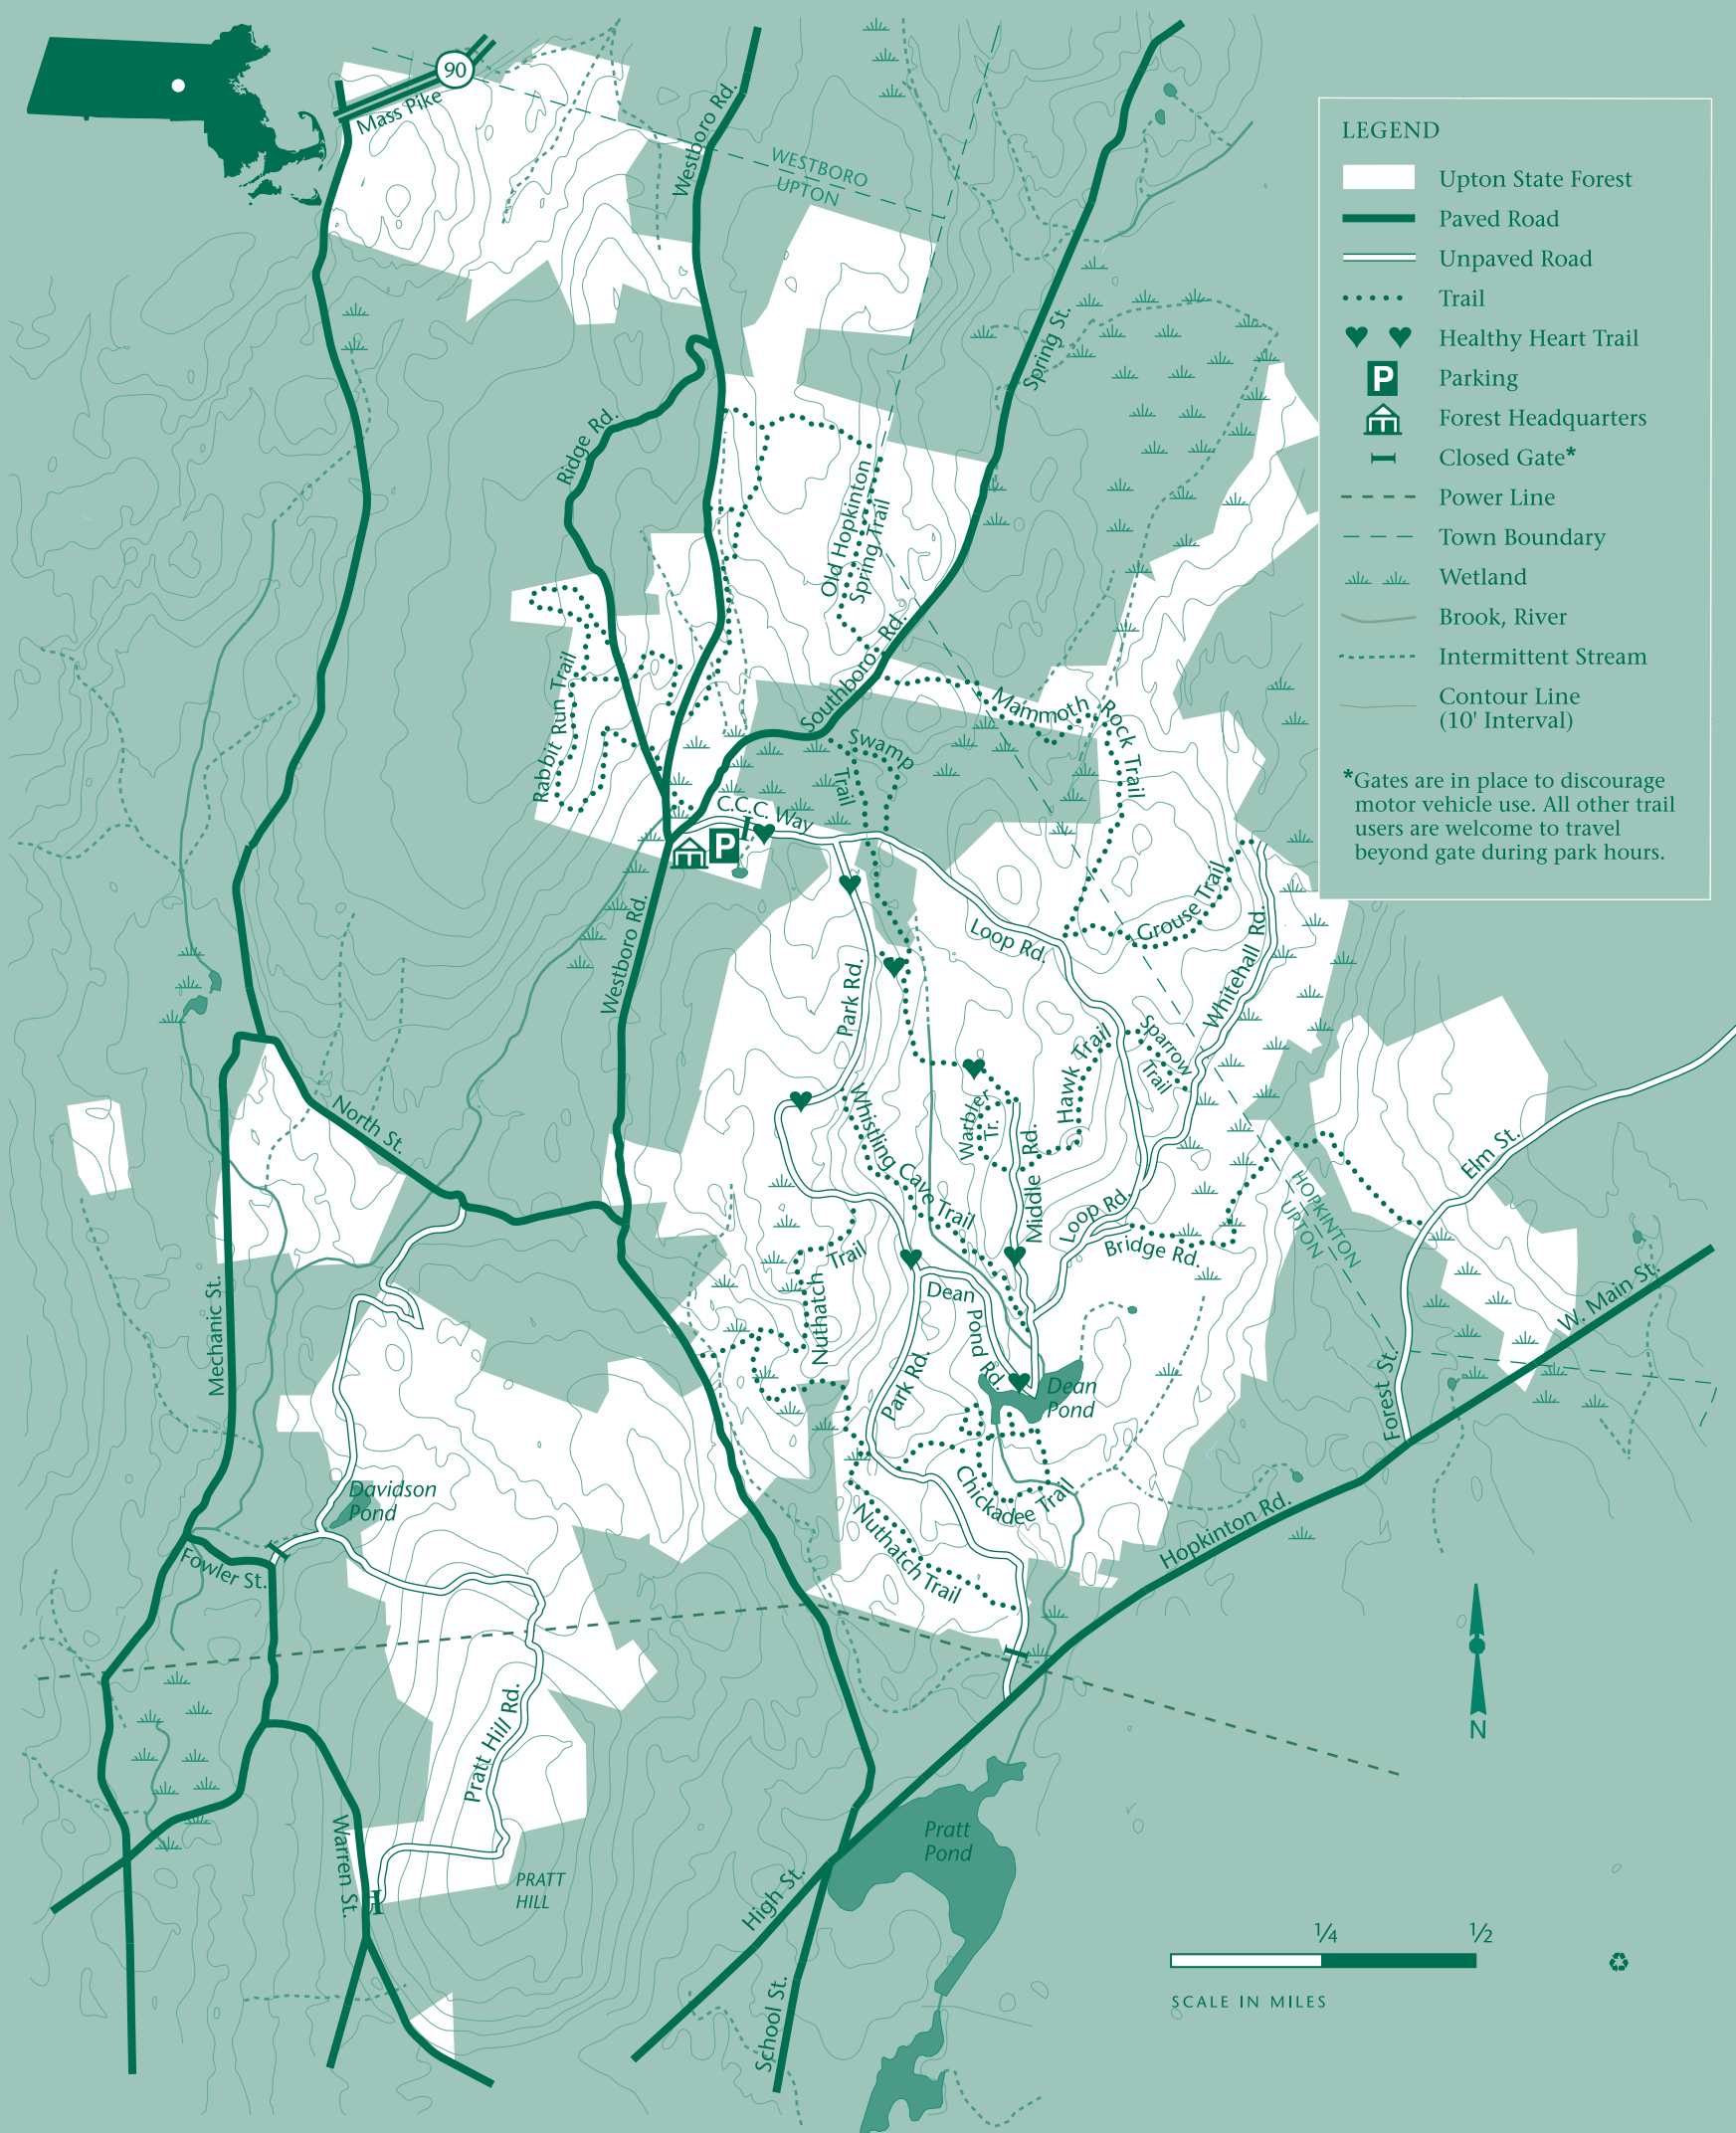 90
Mass Pike
Westboro Rd.
WESTBORO
UPTON
LEGEND
Upton State Forest
Paved Road
Unpaved Road
Trail
Healthy Heart Trail
P
Parking
Forest Headquarters
Closed Gate*
Power Line
Town Boundary
Wetland
Brook, River
Intermittent Stream
Contour Line
(10' Interval)
*Gates are in place to discourage
motor vehicle use. All other trail
users are welcome to travel
beyond gate during park hours.
Spring St.
Ridge Rd.
Old Hopkinton
Spring Trail
Southboro Rd.
Rabbit Run Trail
Mammoth
Rock Trail
Swamp
Trail
C.C.C. Way
P
Westboro Rd.
Loop Rd.
Grouse Trail
Whitehall Rd.
Park Rd.
Hawk Trail
Sparrow
Trail
Warbler
Tr.
Middle Rd.
Whistling Cave Trail
Loop Rd.
Bridge Rd.
HOPKINTON
UPTON
Elm St.
North St.
Nuthatch
Trail
Dean
Poud Rd.
Park Rd.
Dean
Pond
W. Main St.
Forest St.
Mechanic St.
Davidson
Pond
Chickadee Trail
Nuthatch Trail
Hopkinton Rd.
Fowler St.
Pratt Hill Rd.
N
Warren St.
PRATT
HILL
Pratt
Pond
High St.
School St.
1/4
1/2
SCALE IN MILES